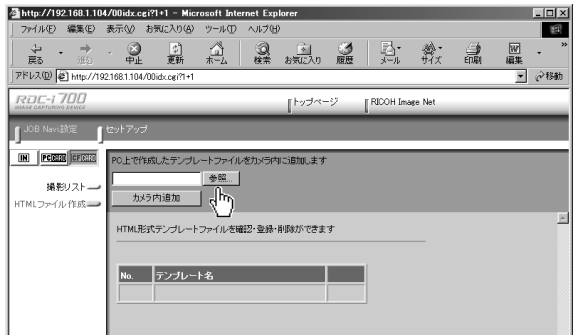 http://192.168.1.104/00idx.cgi?1+1 - Microsoft Internet Explorer
ファイル(F) 編集(E) 表示(V) お気に入り(A) ツール(T) ヘルプ(H)
戻る 進む 中止 更新 ホーム 検索 お気に入り 履歴 メール サイズ 印刷 編集
アドレス(D) http://192.168.1.104/00idx.cgi?1+1 移動
RDC-i700
IMAGE CAPTURING DEVICE
トップページ RICOH Image Net
JOB Navi設定 セットアップ
IN PC CARD CF CARD
PC上で作成したテンプレートファイルをカメラ内に追加します
参照...
撮影リスト
カメラ内追加
HTMLファイル作成
HTML形式テンプレートファイルを確認・登録・削除ができます
No. テンプレート名